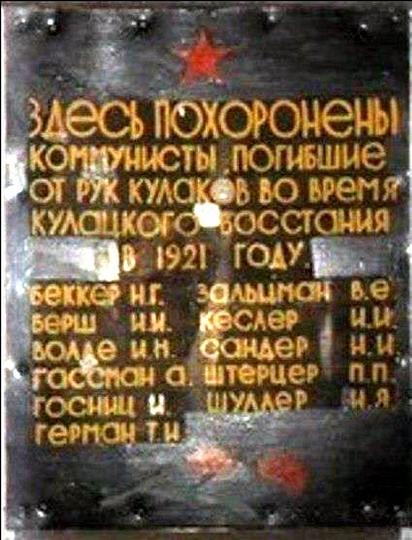 ЗДЕСЬ ПОХОРОНЕНЫ
КОММУНИСТЫ, ПОГИБШИЕ
ОТ РУК КУЛАКОВ ВО ВРЕМЯ
КУЛАЦКОГО ВОССТАНИЯ
В 1921 ГОДУ.
БЕККЕР И.Г. ЗАЛЬЦМАН В.Е
БЕРШ И.И. КЕСЛЕР И.И.
ВОЛДЕ И.И. САНДЕР Н.И
ГАССМАН А. ШТЕРЦЕР П.П.
ГОСНИЦ И. ШУЛЛЕР И.Я.
ГЕРМАН Т.И